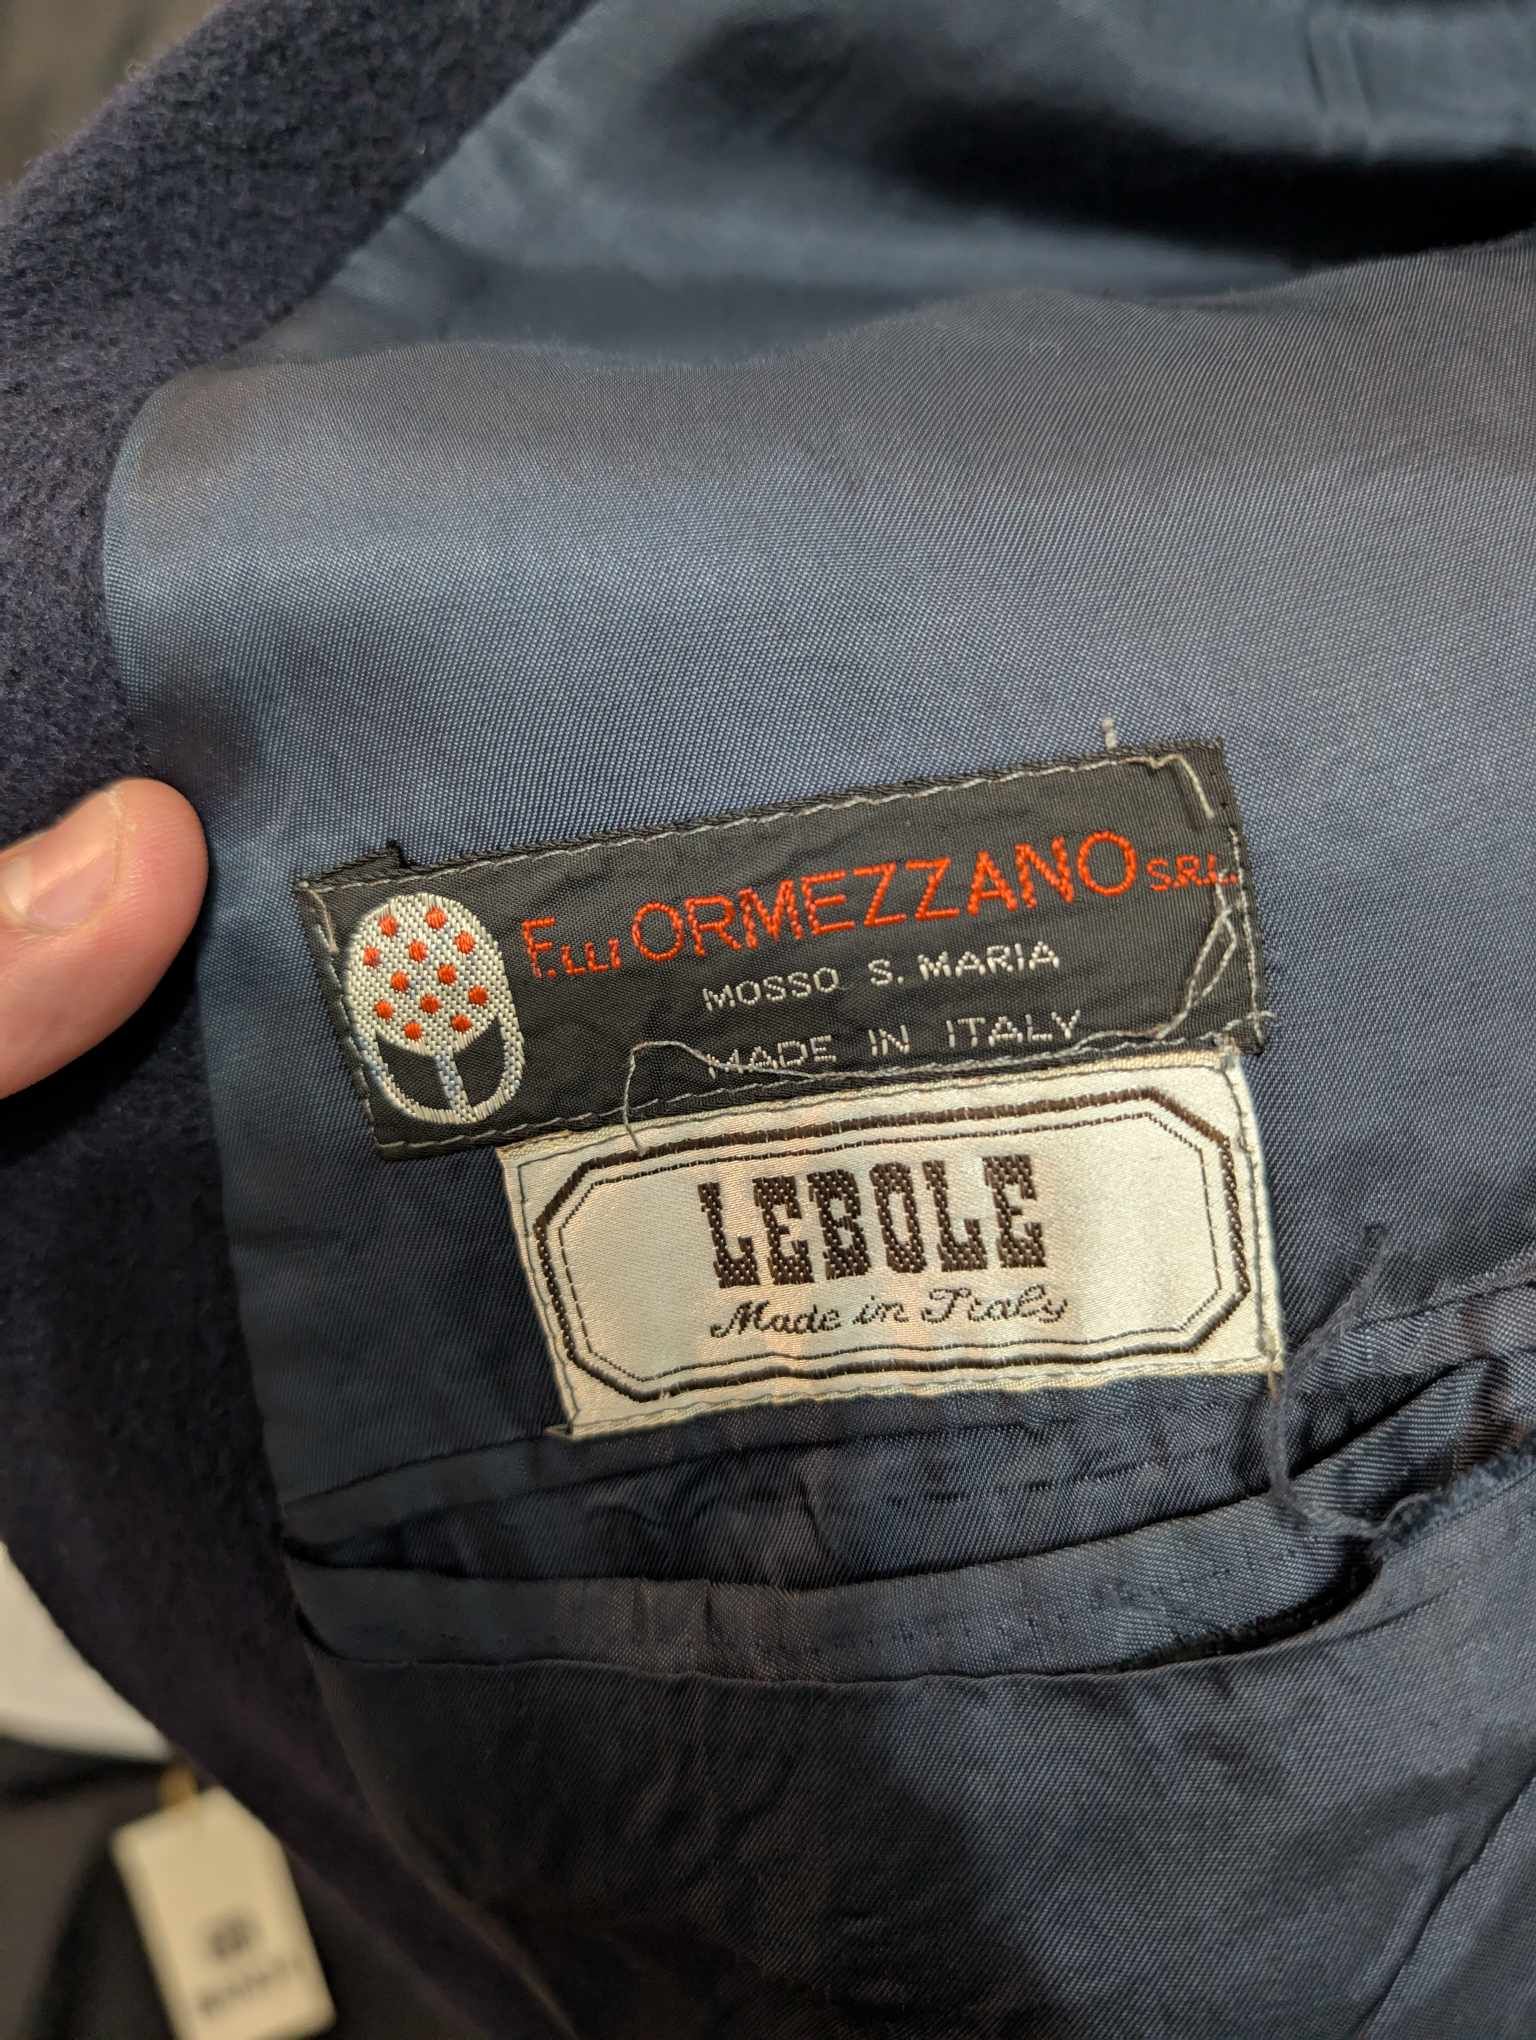 F.lli ORMEZZANO S.R.L.
MOSSO S. MARIA
MADE IN ITALY
LEBOLE
Made in Italy